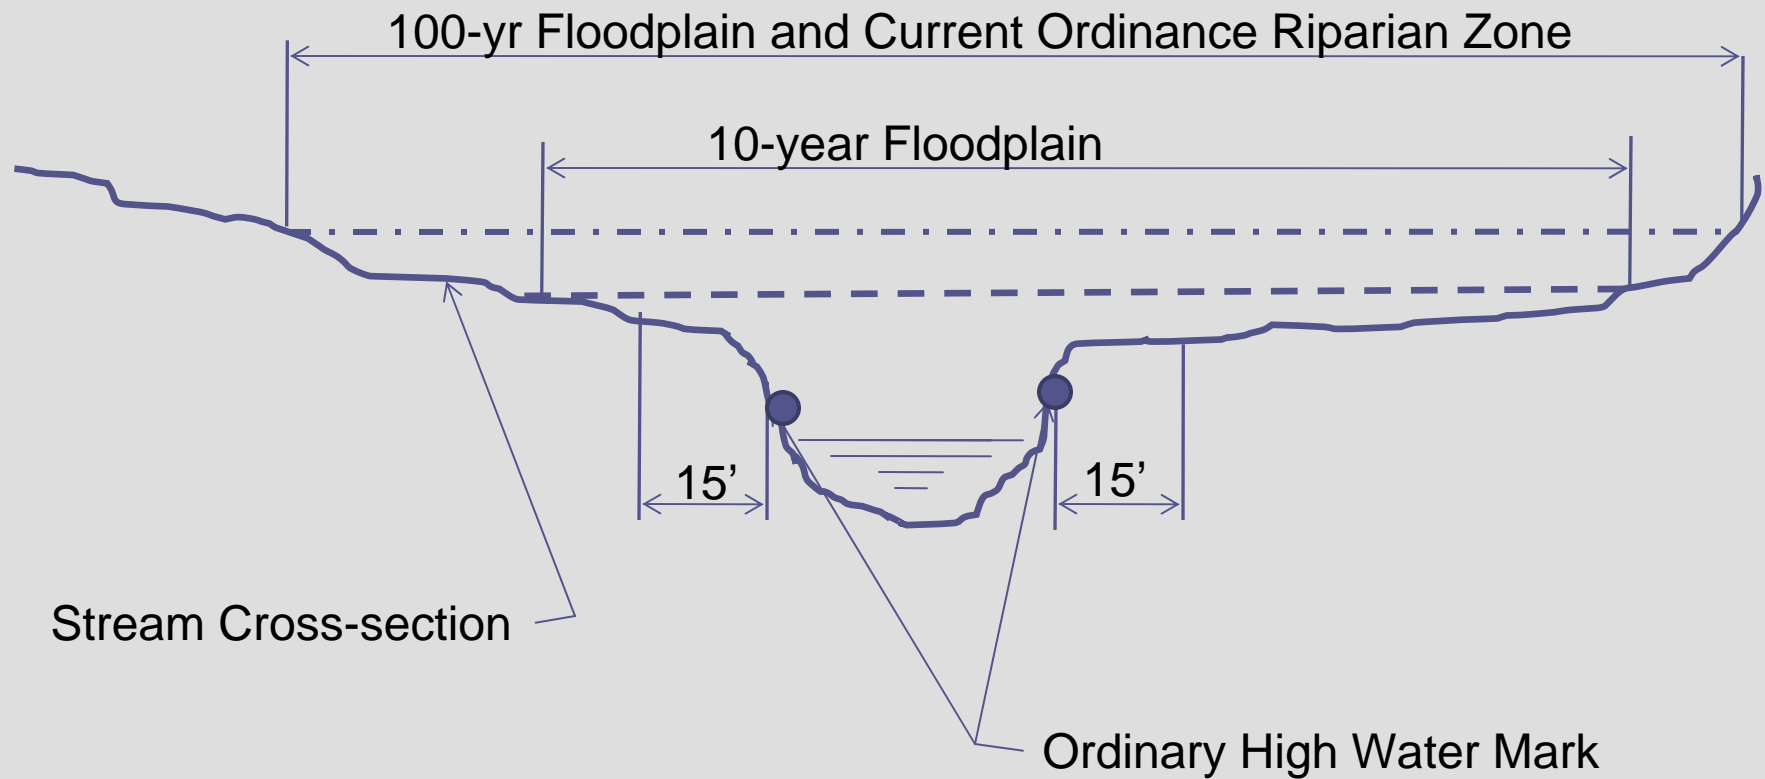 100-yr Floodplain and Current Ordinance Riparian Zone
10-year Floodplain
15’
15’
Stream Cross-section
Ordinary High Water Mark